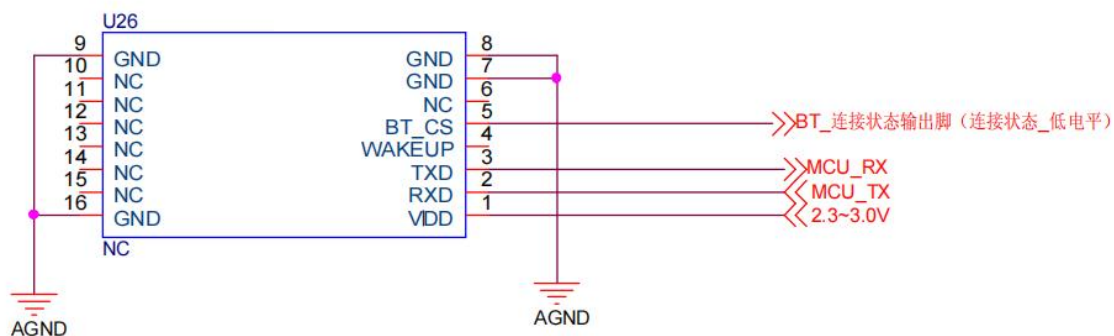 U26
9 GND GND 8
10 NC GND 7
11 NC NC 6
12 NC BT_CS 5 BT_连接状态输出脚（连接状态_低电平）
13 NC WAKEUP 4
14 NC TXD 3 MCU_RX
15 NC RXD 2 MCU_TX
16 GND VDD 1 2.3~3.0V
NC
AGND
AGND